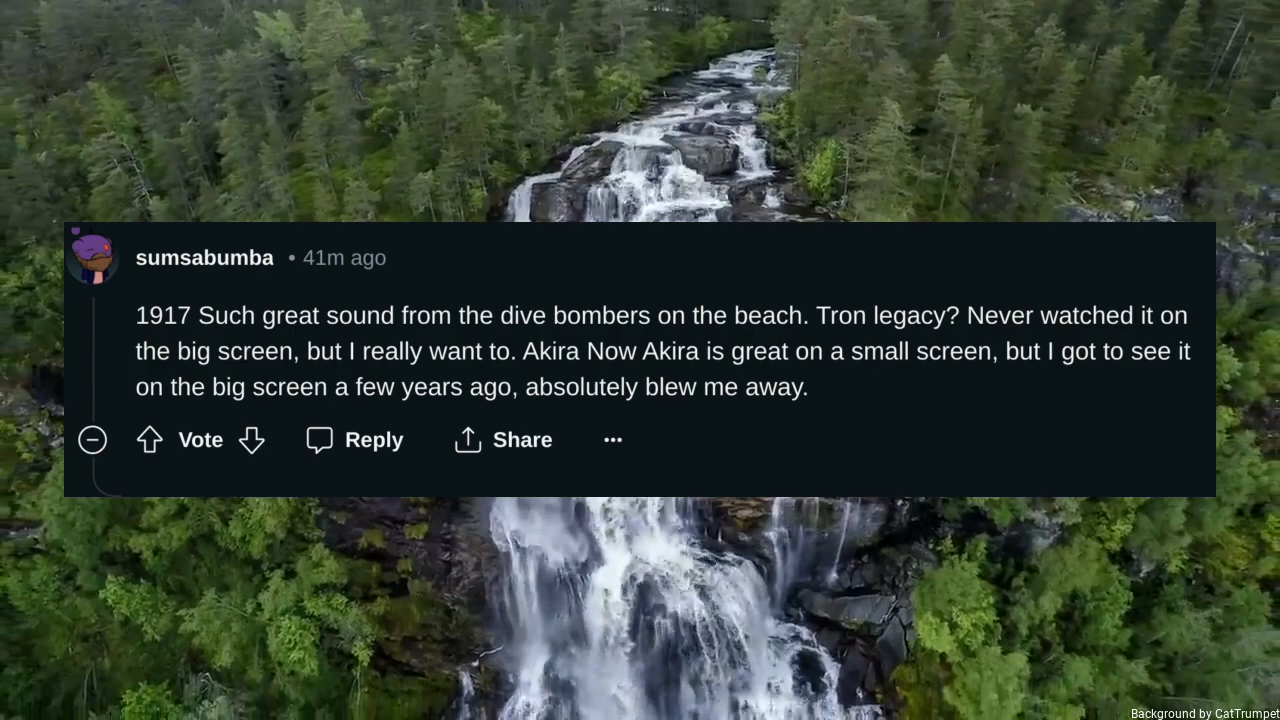 sumsabumba • 41m ago
1917 Such great sound from the dive bombers on the beach. Tron legacy? Never watched it on
the big screen, but I really want to. Akira Now Akira is great on a small screen, but I got to see it
on the big screen a few years ago, absolutely blew me away.
Vote Reply Share ···
Background by CatTrumpet